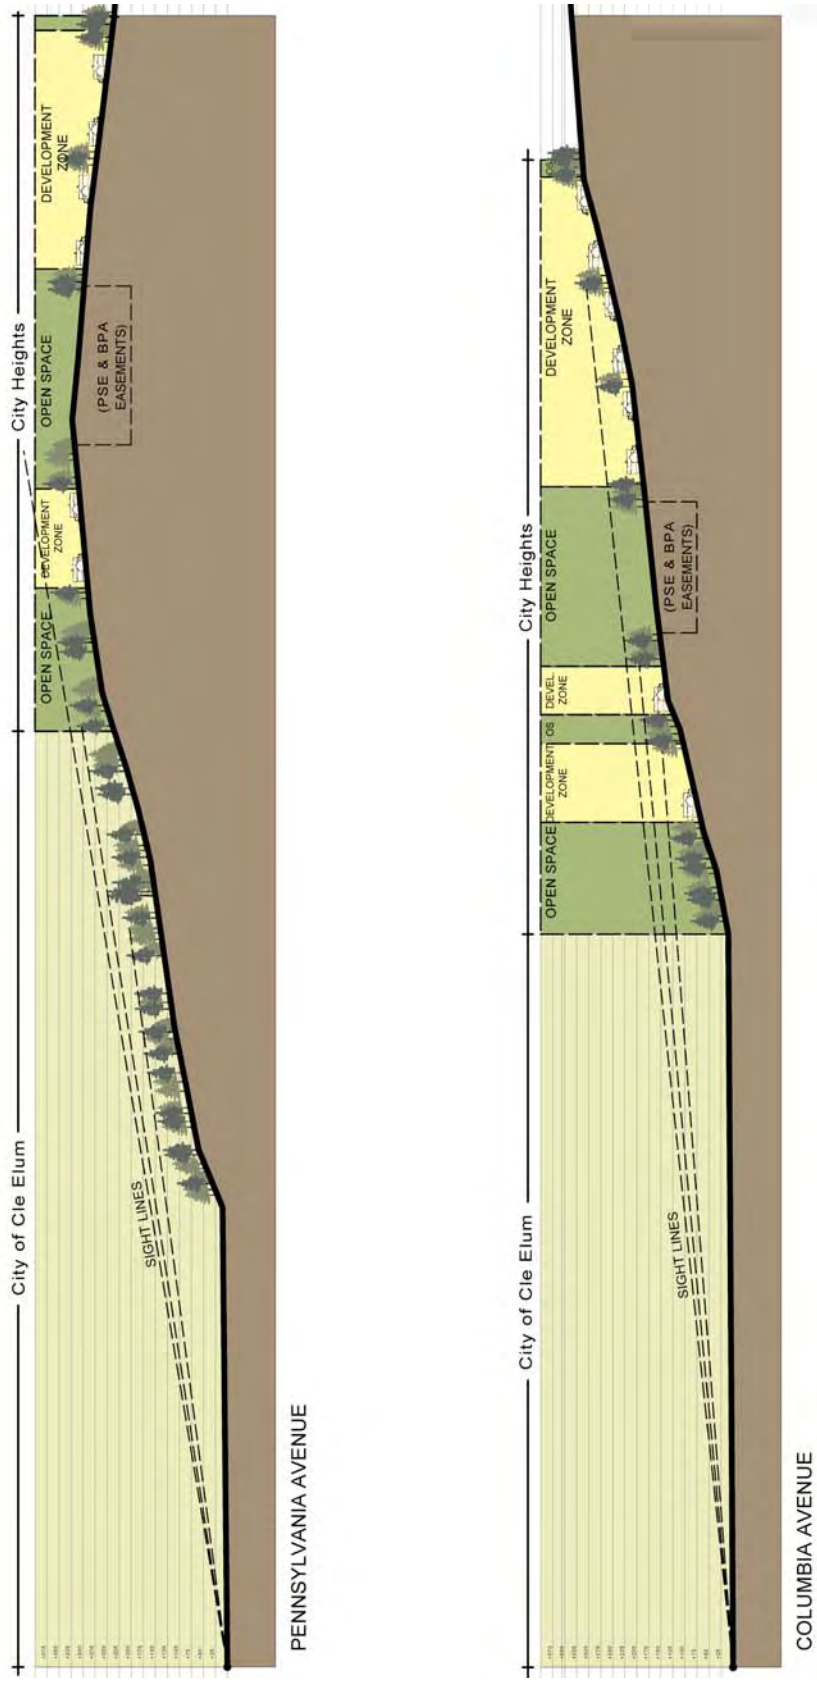 City Heights
City of Cle Elum
DEVELOPMENT
ZONE
OPEN SPACE
(PSE & BPA
EASEMENTS)
DEVELOPMENT
ZONE
OPEN SPACE
SIGHT LINES
PENNSYLVANIA AVENUE
City Heights
City of Cle Elum
OS
DEVELOPMENT
ZONE
OPEN SPACE
(PSE & BPA
EASEMENTS)
DEVEL
ZONE
OS
DEVELOPMENT
ZONE
OPEN SPACE
SIGHT LINES
COLUMBIA AVENUE